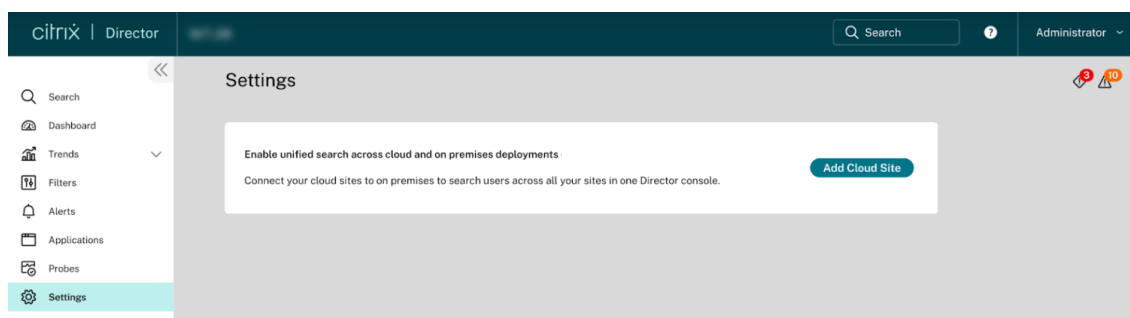 citrix | Director
Search
?
Administrator
Settings
3
10
Search
Dashboard
Trends
Filters
Alerts
Applications
Probes
Settings
Enable unified search across cloud and on premises deployments
Connect your cloud sites to on premises to search users across all your sites in one Director console.
Add Cloud Site